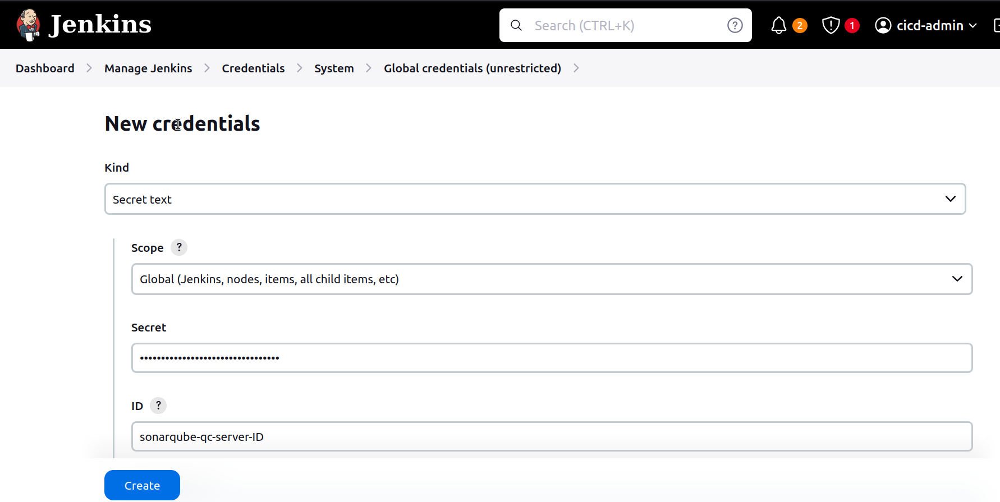 Jenkins
Search (CTRL+K) ?
2 1 cicd-admin
Dashboard Manage Jenkins Credentials System Global credentials (unrestricted)
New credentials
Kind
Secret text
Scope ?
Global (Jenkins, nodes, items, all child items, etc)
Secret
•••••••••••••••••••••••••••••••••
ID ?
sonarqube-qc-server-ID
Create